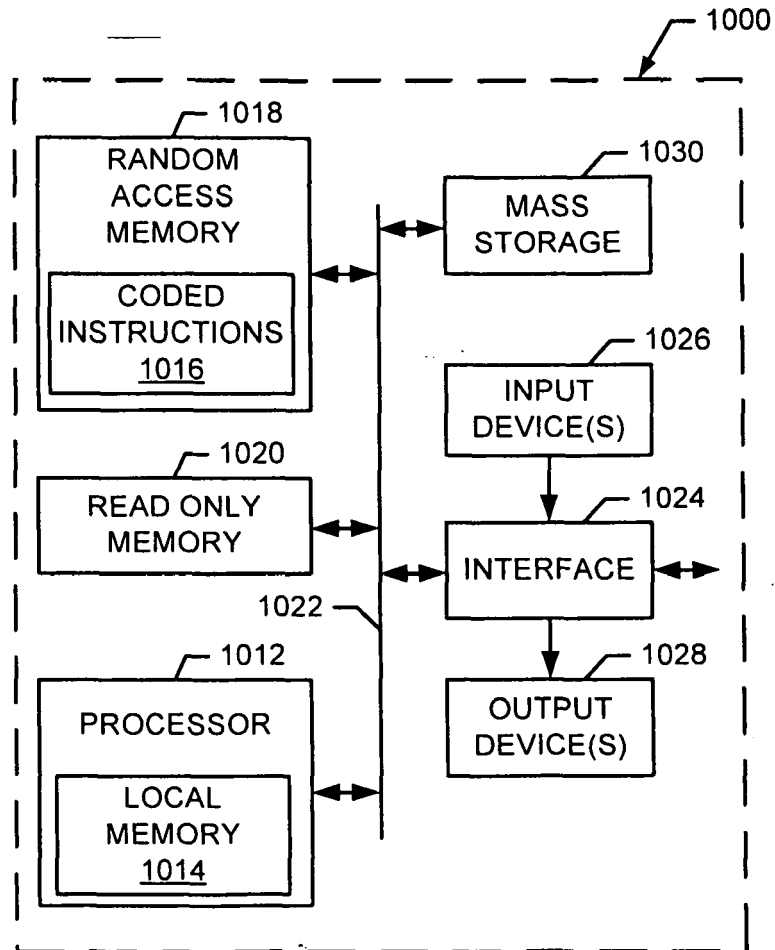 1000
1018
RANDOM
ACCESS
MEMORY
CODED
INSTRUCTIONS
1016
1030
MASS
STORAGE
1026
INPUT
DEVICE(S)
1020
READ ONLY
MEMORY
1024
INTERFACE
1022
1012
PROCESSOR
LOCAL
MEMORY
1014
1028
OUTPUT
DEVICE(S)